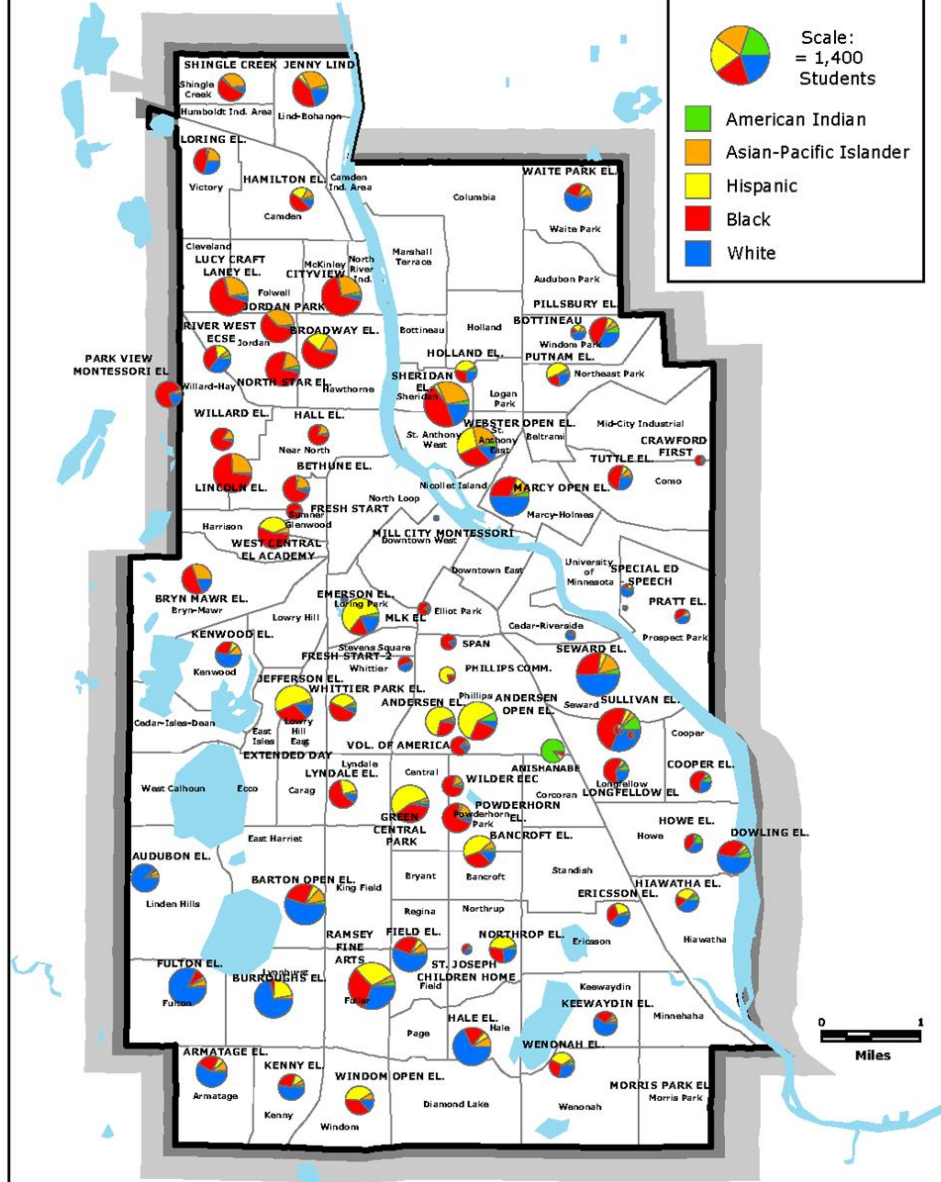 Scale:
= 1,400
Students
American Indian
Asian-Pacific Islander
Hispanic
Black
White
SHINGLE CREEK
JENNY LIND
Shingle
Creek
Humboldt Ind. Area
Lind-Bohanon
LORING EL.
Victory
HAMILTON EL.
Camden
Ind. Area
Camden
Columbia
WAITE PARK EL.
Waite Park
Cleveland
LUCY CRAFT
LANEY EL.
Folwell
McKinley
CITYVIEW
North
River
Ind.
Marshall
Terrace
Audubon Park
JORDAN PARK
RIVER WEST
ECSE
Jordan
BROADWAY EL.
Bottineau
Holland
PILLSBURY EL.
BOTTINEAU
Windom Park
PUTNAM EL.
Northeast Park
PARK VIEW
MONTESSORI EL
Willard-Hay
NORTH STAR EL.
Hawthorne
HOLLAND EL.
SHERIDAN
EL.
Sheridan
Logan
Park
WILLARD EL.
HALL EL.
Near North
St. Anthony
West
WEBSTER OPEN EL.
St.
Anthony
East
Beltrami
Mid-City Industrial
CRAWFORD
FIRST
TUTTLE EL.
Como
BETHUNE EL.
LINCOLN EL.
Nicollet Island
MARCY OPEN EL.
Marcy-Holmes
North Loop
FRESH START
Sumner
Glenwood
Harrison
WEST CENTRAL
EL ACADEMY
MILL CITY MONTESSORI
Downtown West
Downtown East
University
of
Minnesota
SPECIAL ED
SPEECH
BRYN MAWR EL.
Bryn-Mawr
EMERSON EL.
Loring Park
MLK EL
Lowry Hill
Elliot Park
PRATT EL.
Prospect Park
Cedar-Riverside
KENWOOD EL.
Kenwood
Stevens Square
FRESH START-2
Whittier
SPAN
PHILLIPS COMM.
SEWARD EL.
Seward
SULLIVAN EL.
JEFFERSON EL.
WHITTIER PARK EL.
Phillips
ANDERSEN EL.
ANDERSEN
OPEN EL.
Cedar-Isles-Dean
East
Isles
Lowry
Hill
East
Cooper
EXTENDED DAY
VOL. OF AMERICA
ANISHANABE
Lyndale
LYNDALE EL.
Central
WILDER EEC
Corcoran
Longfellow
LONGFELLOW EL
COOPER EL.
West Calhoun
Ecco
Carag
GREEN
CENTRAL
PARK
POWDERHORN
EL.
Powderhorn
Park
HOWE EL.
Howe
DOWLING EL.
East Harriet
BANCROFT EL.
Bancroft
Standish
AUDUBON EL.
Linden Hills
BARTON OPEN EL.
King Field
Bryant
ERICSSON EL.
HIAWATHA EL.
Regina
Northrup
Ericsson
Hiawatha
RAMSEY
FINE
ARTS
FIELD EL.
NORTHROP EL.
ST. JOSEPH
CHILDREN HOME
Field
FULTON EL.
Fulton
Lynnhurst
BURROUGHS EL.
Fuller
Keewaydin
KEEWAYDIN EL.
Minnehaha
Page
HALE EL.
Hale
WENONAH EL.
Wenonah
ARMATAGE EL.
Armatage
KENNY EL.
Kenny
WINDOM OPEN EL.
Windom
Diamond Lake
MORRIS PARK EL
Morris Park
0 1
Miles